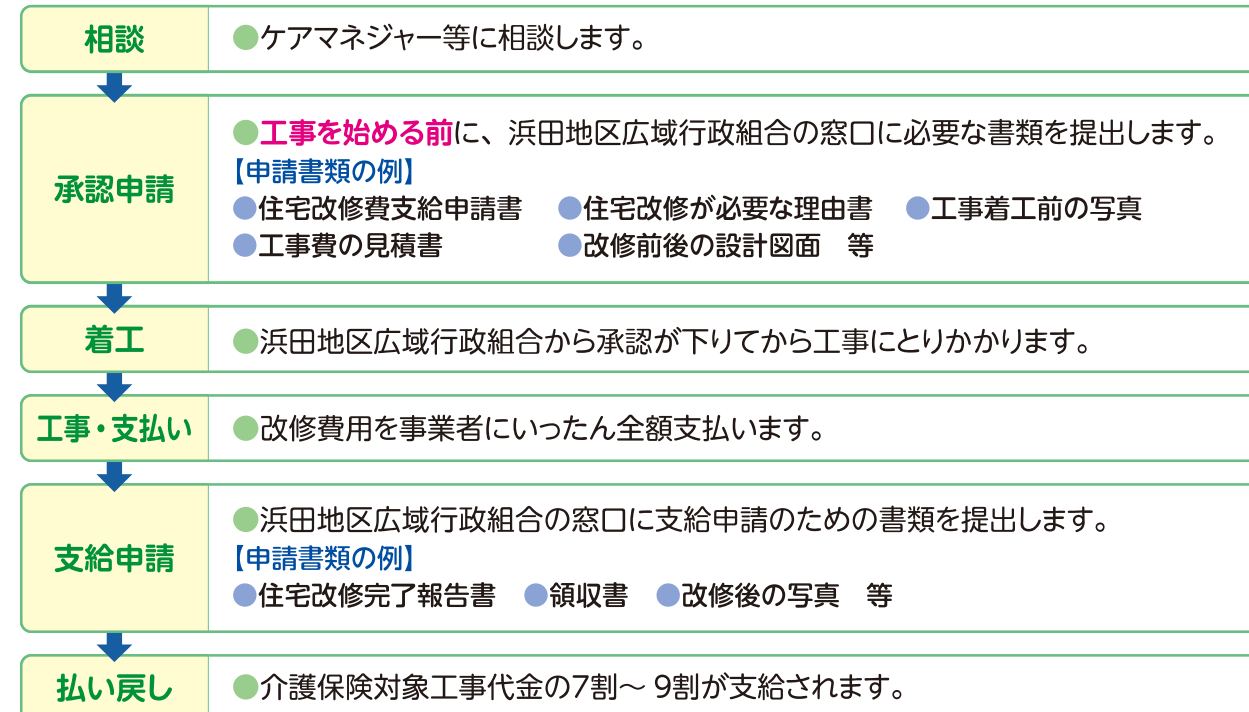 相談
●ケアマネジャー等に相談します。
承認申請
●工事を始める前に、浜田地区広域行政組合の窓口に必要な書類を提出します。
【申請書類の例】
●住宅改修費支給申請書 ●住宅改修が必要な理由書 ●工事着工前の写真
●工事費の見積書 ●改修前後の設計図面 等
着工
●浜田地区広域行政組合から承認が下りてから工事にとりかかります。
工事・支払い
●改修費用を事業者にいったん全額支払います。
支給申請
●浜田地区広域行政組合の窓口に支給申請のための書類を提出します。
【申請書類の例】
●住宅改修完了報告書 ●領収書 ●改修後の写真 等
払い戻し
●介護保険対象工事代金の7割～9割が支給されます。